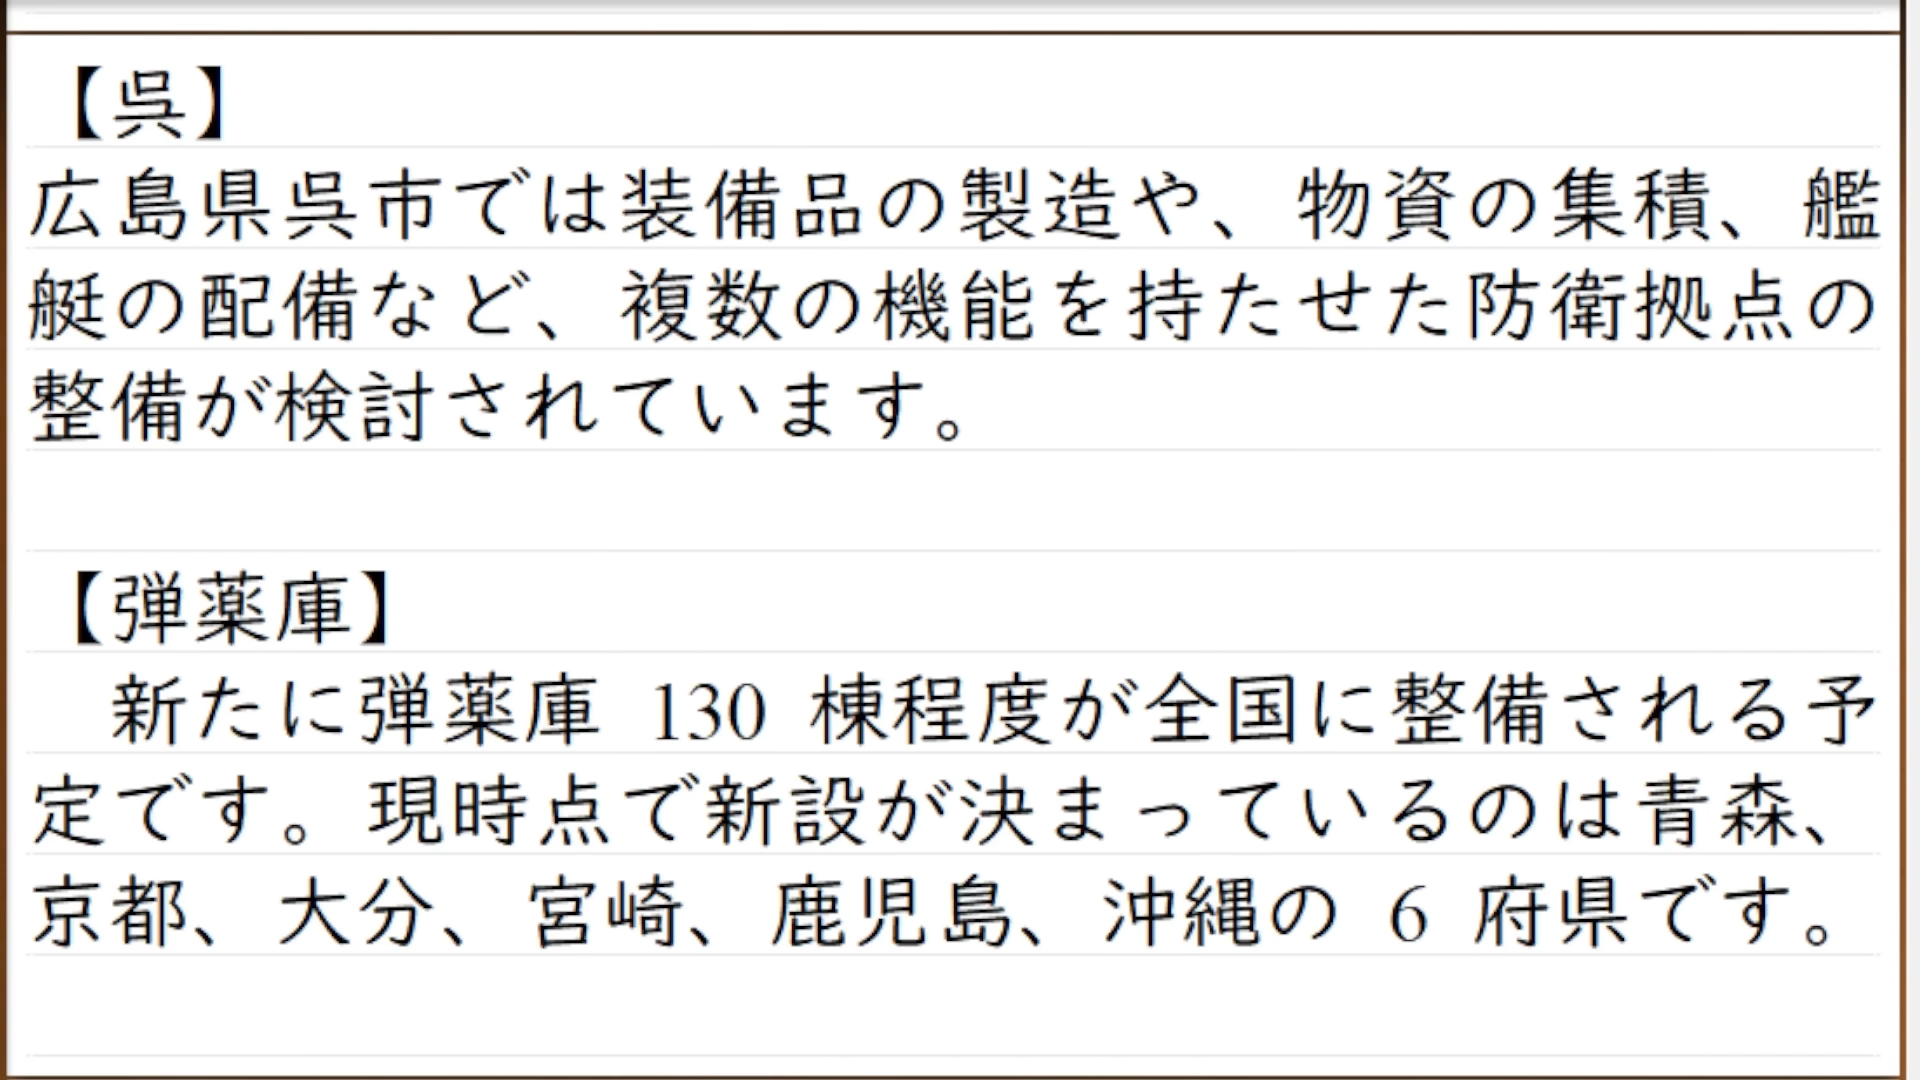 【呉】
広島県呉市では装備品の製造や、物資の集積、艦
艇の配備など、複数の機能を持たせた防衛拠点の
整備が検討されています。
【弾薬庫】
　新たに弾薬庫 130 棟程度が全国に整備される予
定です。現時点で新設が決まっているのは青森、
京都、大分、宮崎、鹿児島、沖縄の 6 府県です。